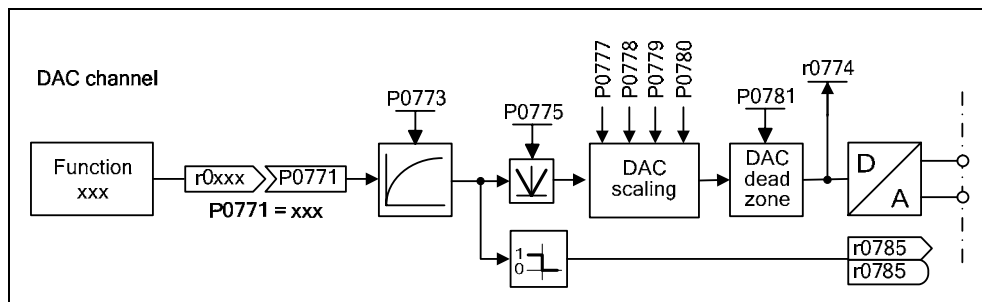 DAC channel
Function
xxx
r0xxx
P0771
P0771 = xxx
P0773
P0775
P0777
P0778
P0779
P0780
DAC
scaling
P0781
DAC
dead
zone
r0774
D
A
1
0
r0785
r0785